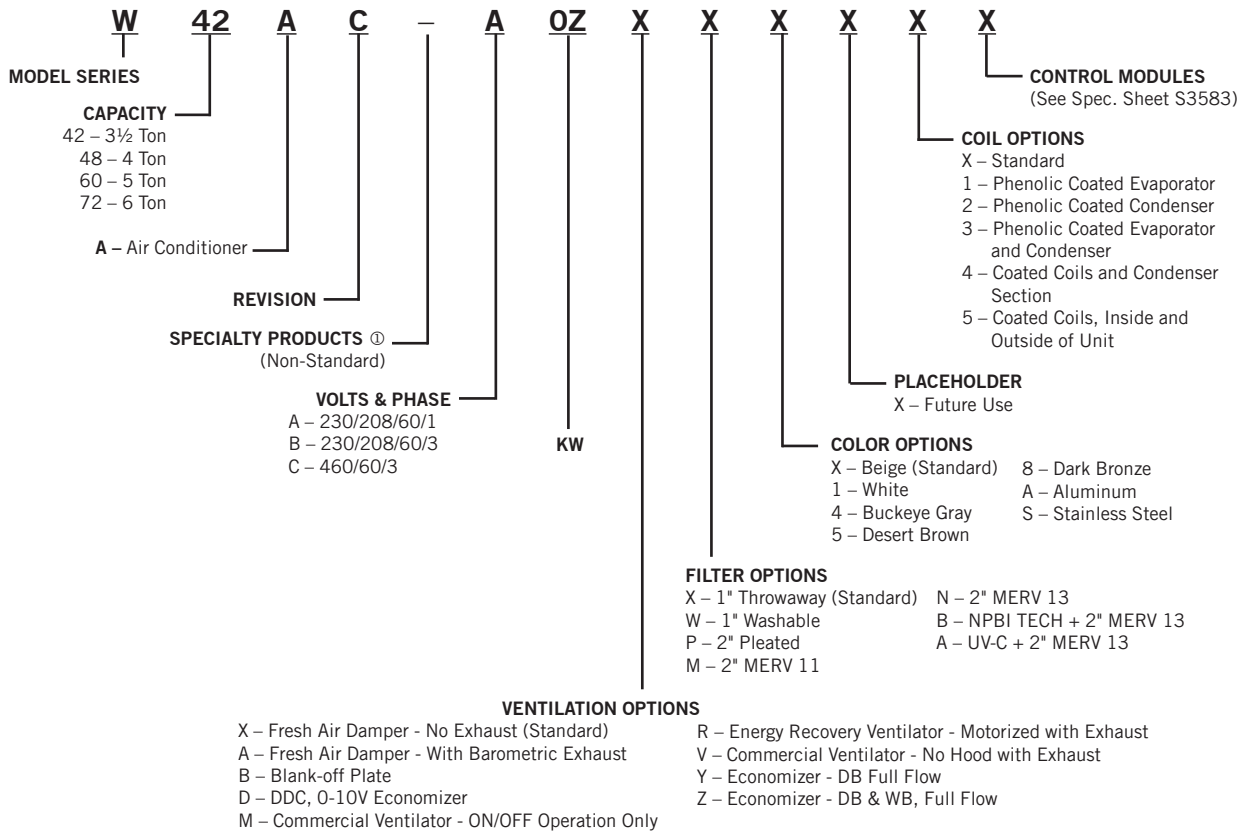 W 42 A C – A 0Z X X X X X X
MODEL SERIES
CAPACITY
42 – 3½ Ton
48 – 4 Ton
60 – 5 Ton
72 – 6 Ton
A – Air Conditioner
REVISION
SPECIALTY PRODUCTS ①
(Non-Standard)
VOLTS & PHASE
A – 230/208/60/1
B – 230/208/60/3
C – 460/60/3
KW
VENTILATION OPTIONS
X – Fresh Air Damper - No Exhaust (Standard)
A – Fresh Air Damper - With Barometric Exhaust
B – Blank-off Plate
D – DDC, 0-10V Economizer
M – Commercial Ventilator - ON/OFF Operation Only
R – Energy Recovery Ventilator - Motorized with Exhaust
V – Commercial Ventilator - No Hood with Exhaust
Y – Economizer - DB Full Flow
Z – Economizer - DB & WB, Full Flow
FILTER OPTIONS
X – 1" Throwaway (Standard)
W – 1" Washable
P – 2" Pleated
M – 2" MERV 11
N – 2" MERV 13
B – NPBI TECH + 2" MERV 13
A – UV-C + 2" MERV 13
COLOR OPTIONS
X – Beige (Standard)
1 – White
4 – Buckeye Gray
5 – Desert Brown
8 – Dark Bronze
A – Aluminum
S – Stainless Steel
PLACEHOLDER
X – Future Use
COIL OPTIONS
X – Standard
1 – Phenolic Coated Evaporator
2 – Phenolic Coated Condenser
3 – Phenolic Coated Evaporator
and Condenser
4 – Coated Coils and Condenser
Section
5 – Coated Coils, Inside and
Outside of Unit
CONTROL MODULES
(See Spec. Sheet S3583)